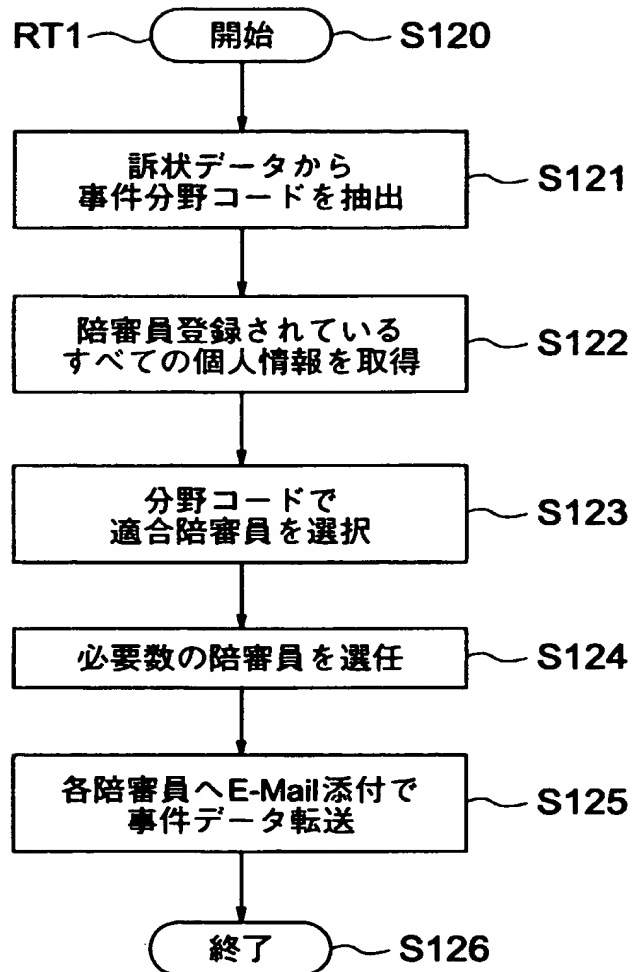 RT1 開始 S120
訴状データから
事件分野コードを抽出
S121
陪審員登録されている
すべての個人情報を取得
S122
分野コードで
適合陪審員を選択
S123
必要数の陪審員を選任 S124
各陪審員へE-Mail添付で
事件データ転送
S125
終了 S126